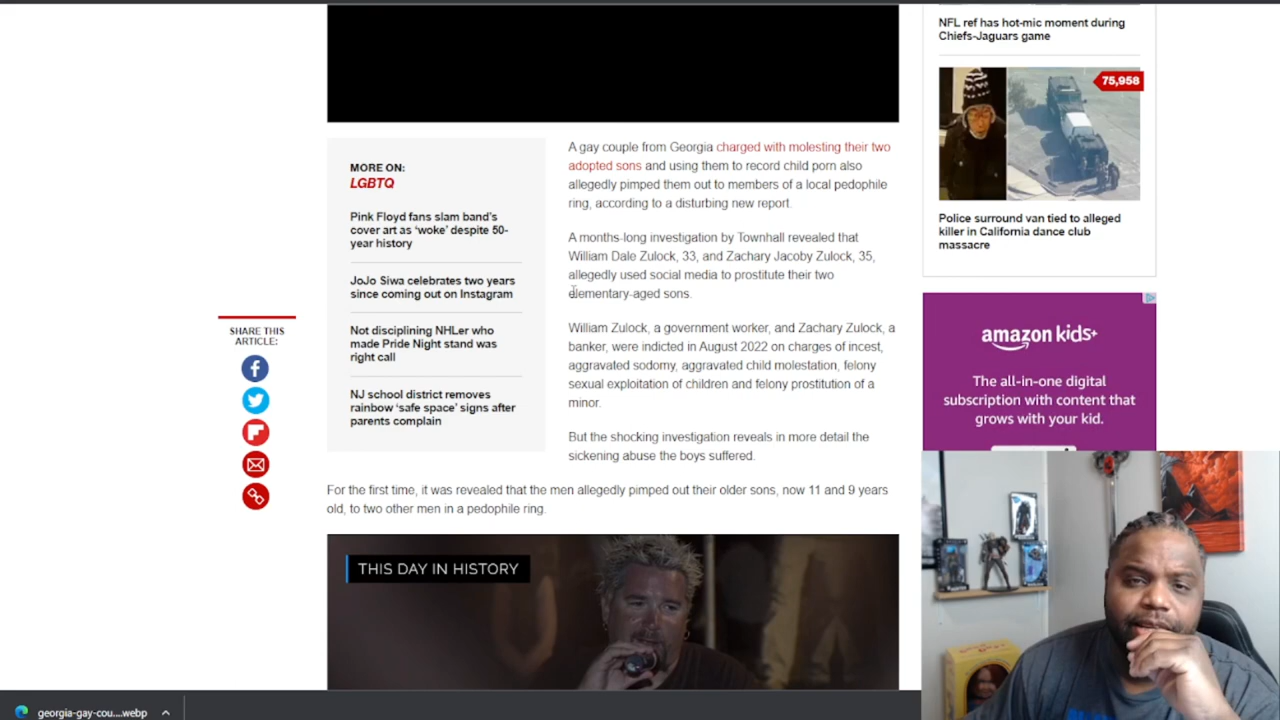 NFL ref has hot-mic moment during
Chiefs-Jaguars game
75,958
Police surround van tied to alleged
killer in California dance club
massacre
MORE ON:
LGBTQ
Pink Floyd fans slam band's
cover art as ‘woke’ despite 50-
year history
JoJo Siwa celebrates two years
since coming out on Instagram
Not disciplining NHLer who
made Pride Night stand was
right call
NJ school district removes
rainbow ‘safe space’ signs after
parents complain
A gay couple from Georgia charged with molesting their two
adopted sons and using them to record child porn also
allegedly pimped them out to members of a local pedophile
ring, according to a disturbing new report.
A months-long investigation by Townhall revealed that
William Dale Zulock, 33, and Zachary Jacoby Zulock, 35,
allegedly used social media to prostitute their two
elementary-aged sons.
William Zulock, a government worker, and Zachary Zulock, a
banker, were indicted in August 2022 on charges of incest,
aggravated sodomy, aggravated child molestation, felony
sexual exploitation of children and felony prostitution of a
minor.
But the shocking investigation reveals in more detail the
sickening abuse the boys suffered.
For the first time, it was revealed that the men allegedly pimped out their older sons, now 11 and 9 years
old, to two other men in a pedophile ring.
SHARE THIS
ARTICLE:
amazon kids+
The all-in-one digital
subscription with content that
grows with your kid.
THIS DAY IN HISTORY
georgia-gay-cou....webp